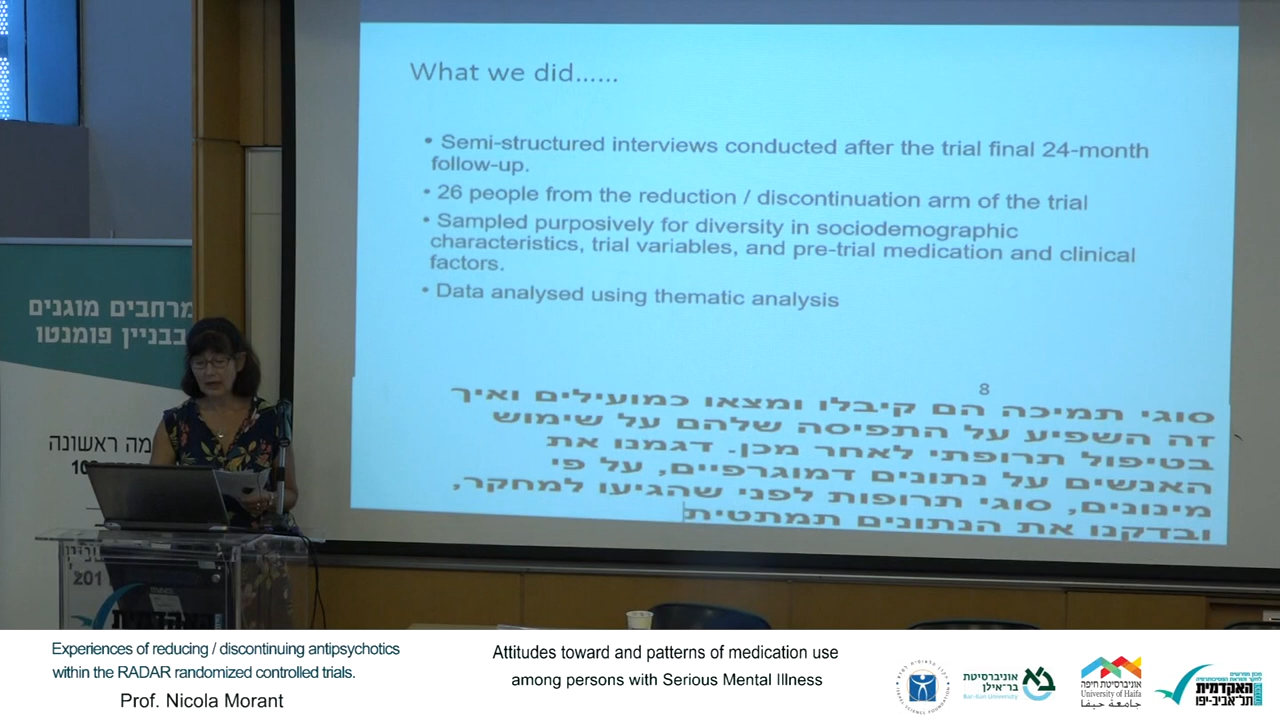 What we did......
• Semi-structured interviews conducted after the trial final 24-month
follow-up.
• 26 people from the reduction / discontinuation arm of the trial
• Sampled purposively for diversity in sociodemographic
characteristics, trial variables, and pre-trial medication and clinical
factors.
• Data analysed using thematic analysis
8
סוגי תמיכה הם קיבלו ומצאו כמועילים ואיך
זה השפיע על התפיסה שלהם על שימוש
בטיפול תרופתי לאחר מכן. דגמנו את
האנשים על נתונים דמוגרפיים, על פי
מינונים, סוגי תרופות לפני שהגיעו למחקר,
ובדקנו את הנתונים תמתטית
מרחבים מוגנים
בבניין פומנטו
מה ראשונה
האקדמית
Experiences of reducing / discontinuing antipsychotics
within the RADAR randomized controlled trials.
Prof. Nicola Morant
Attitudes toward and patterns of medication use
among persons with Serious Mental Illness
אוניברסיטת
בר-אילן
Bar-Ilan University
אוניברסיטת חיפה
University of Haifa
جامعة حيفا
האקדמית
תל-אביב-יפו